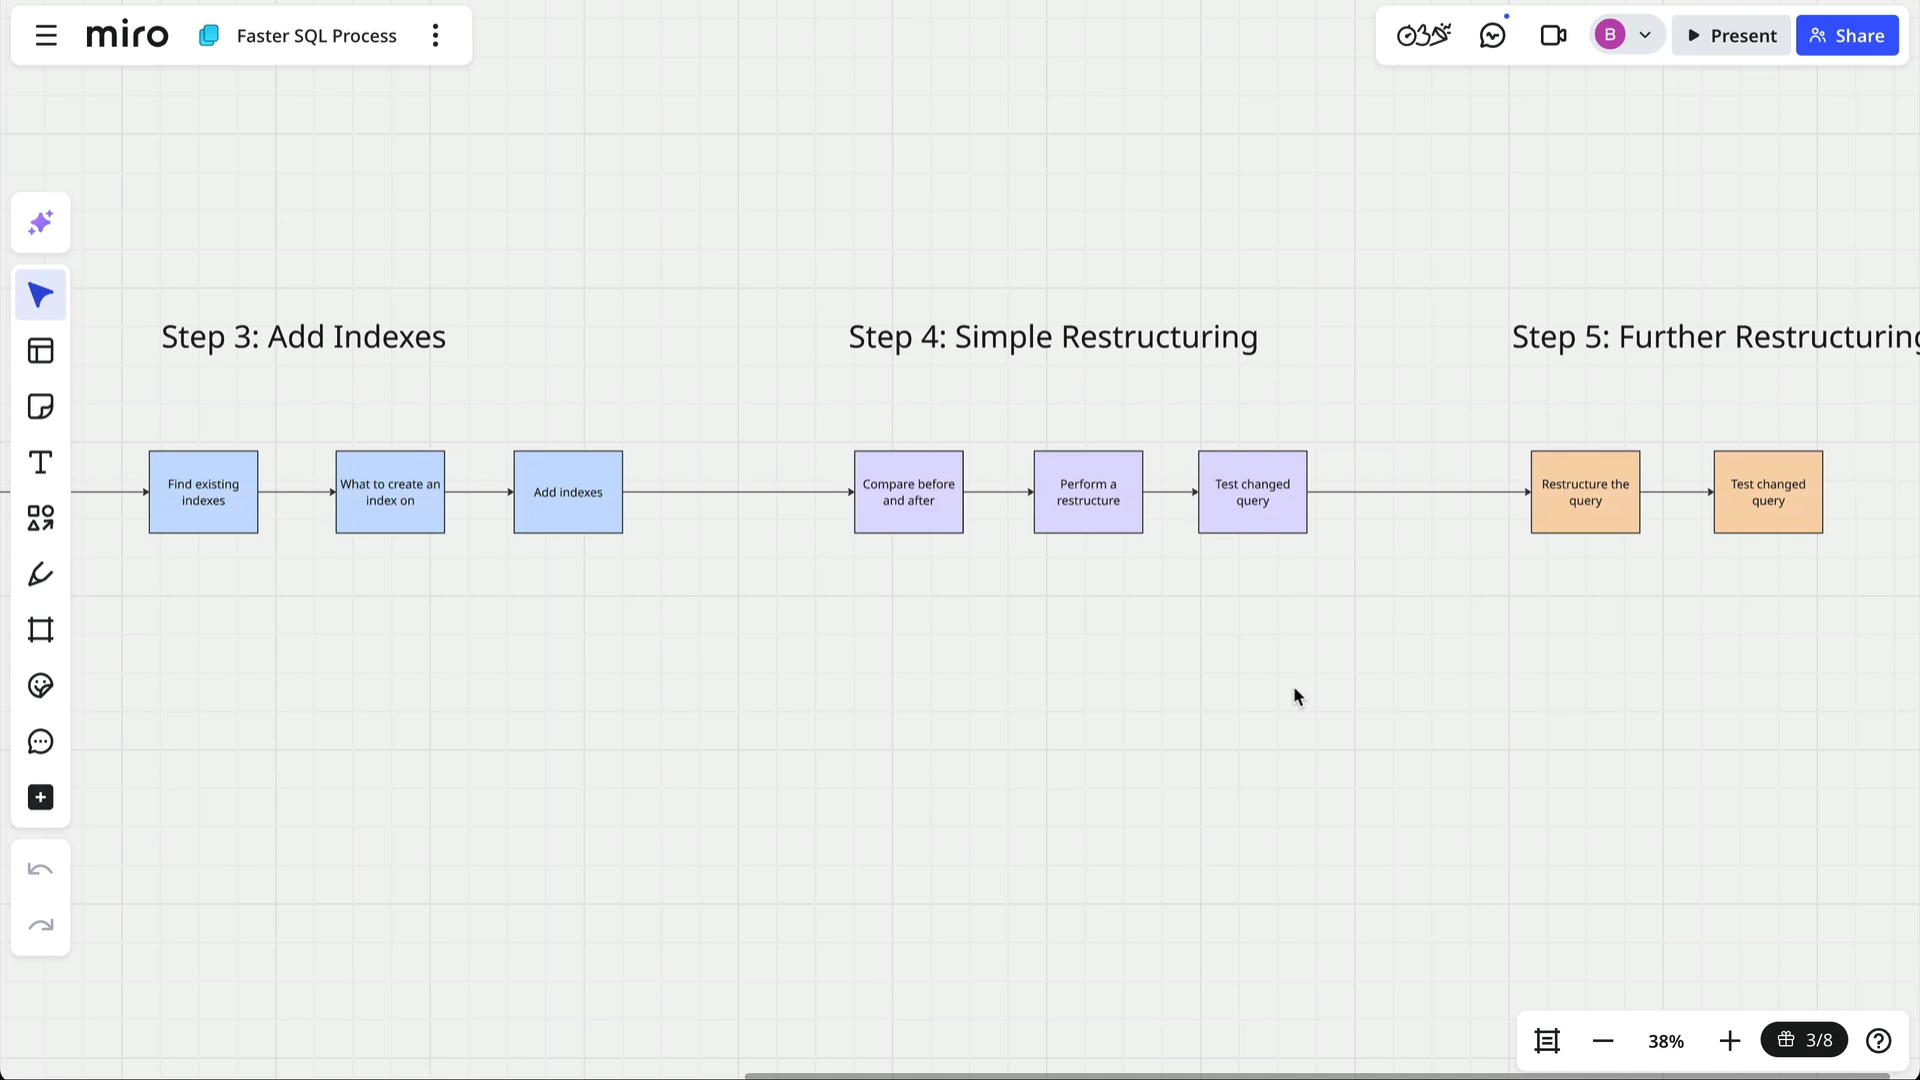 miro
Faster SQL Process
B
Present
Share
Step 3: Add Indexes
Step 4: Simple Restructuring
Step 5: Further Restructuring
Find existing
indexes
What to create an
index on
Add indexes
Compare before
and after
Perform a
restructure
Test changed
query
Restructure the
query
Test changed
query
38%
3/8